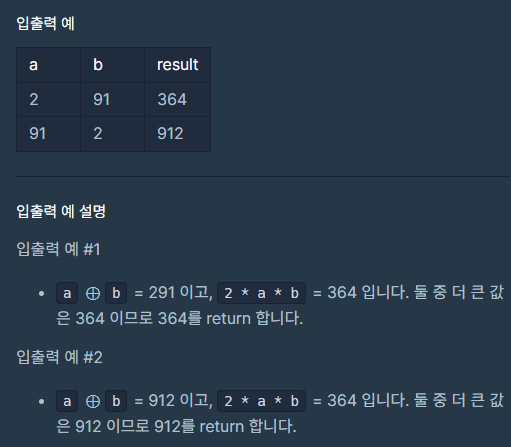 입출력 예
a b result
2 91 364
91 2 912
입출력 예 설명
입출력 예 #1
• a ⊕ b = 291 이고, 2 * a * b = 364 입니다. 둘 중 더 큰 값
은 364 이므로 364를 return 합니다.
입출력 예 #2
• a ⊕ b = 912 이고, 2 * a * b = 364 입니다. 둘 중 더 큰 값
은 912 이므로 912를 return 합니다.